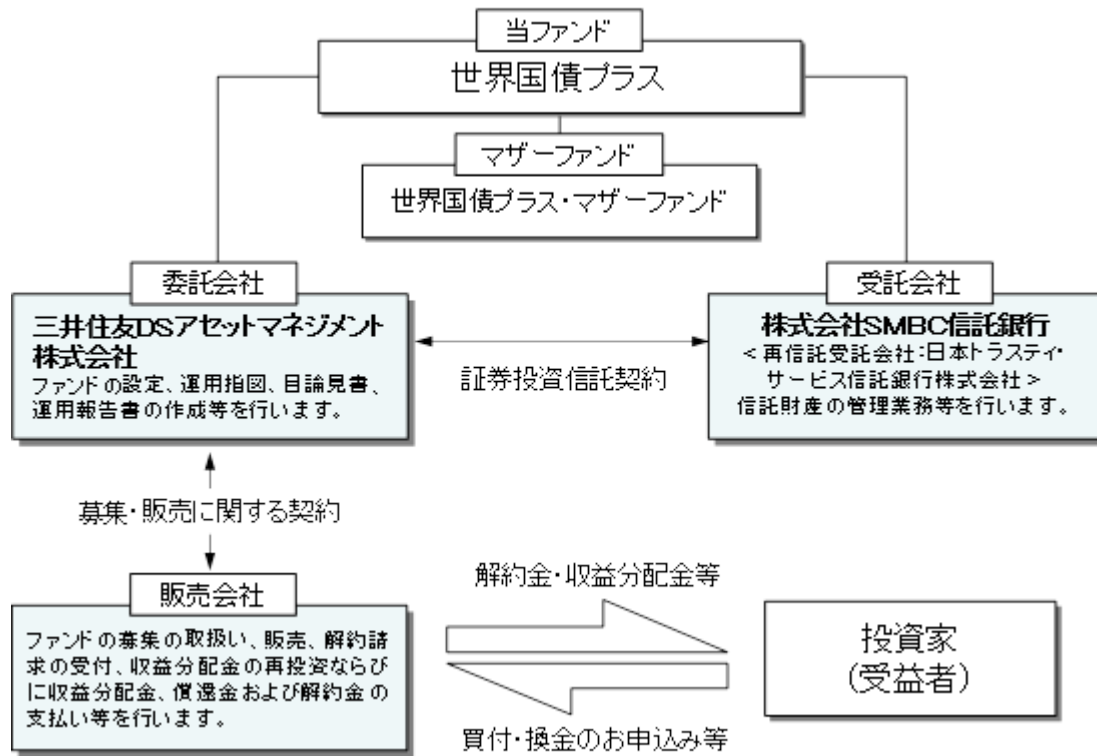 当ファンド
世界国債プラス
マザーファンド
世界国債プラス・マザーファンド
委託会社
三井住友DSアセットマネジメント
株式会社
ファンドの設定、運用指図、目論見書、
運用報告書の作成等を行います。
証券投資信託契約
受託会社
株式会社SMBC信託銀行
<再信託受託会社:日本トラスティ・
サービス信託銀行株式会社>
信託財産の管理業務等を行います。
募集・販売に関する契約
販売会社
ファンドの募集の取扱い、販売、解約請
求の受付、収益分配金の再投資ならび
に収益分配金、償還金および解約金の
支払い等を行います。
解約金・収益分配金等
買付・換金のお申込み等
投資家
(受益者)